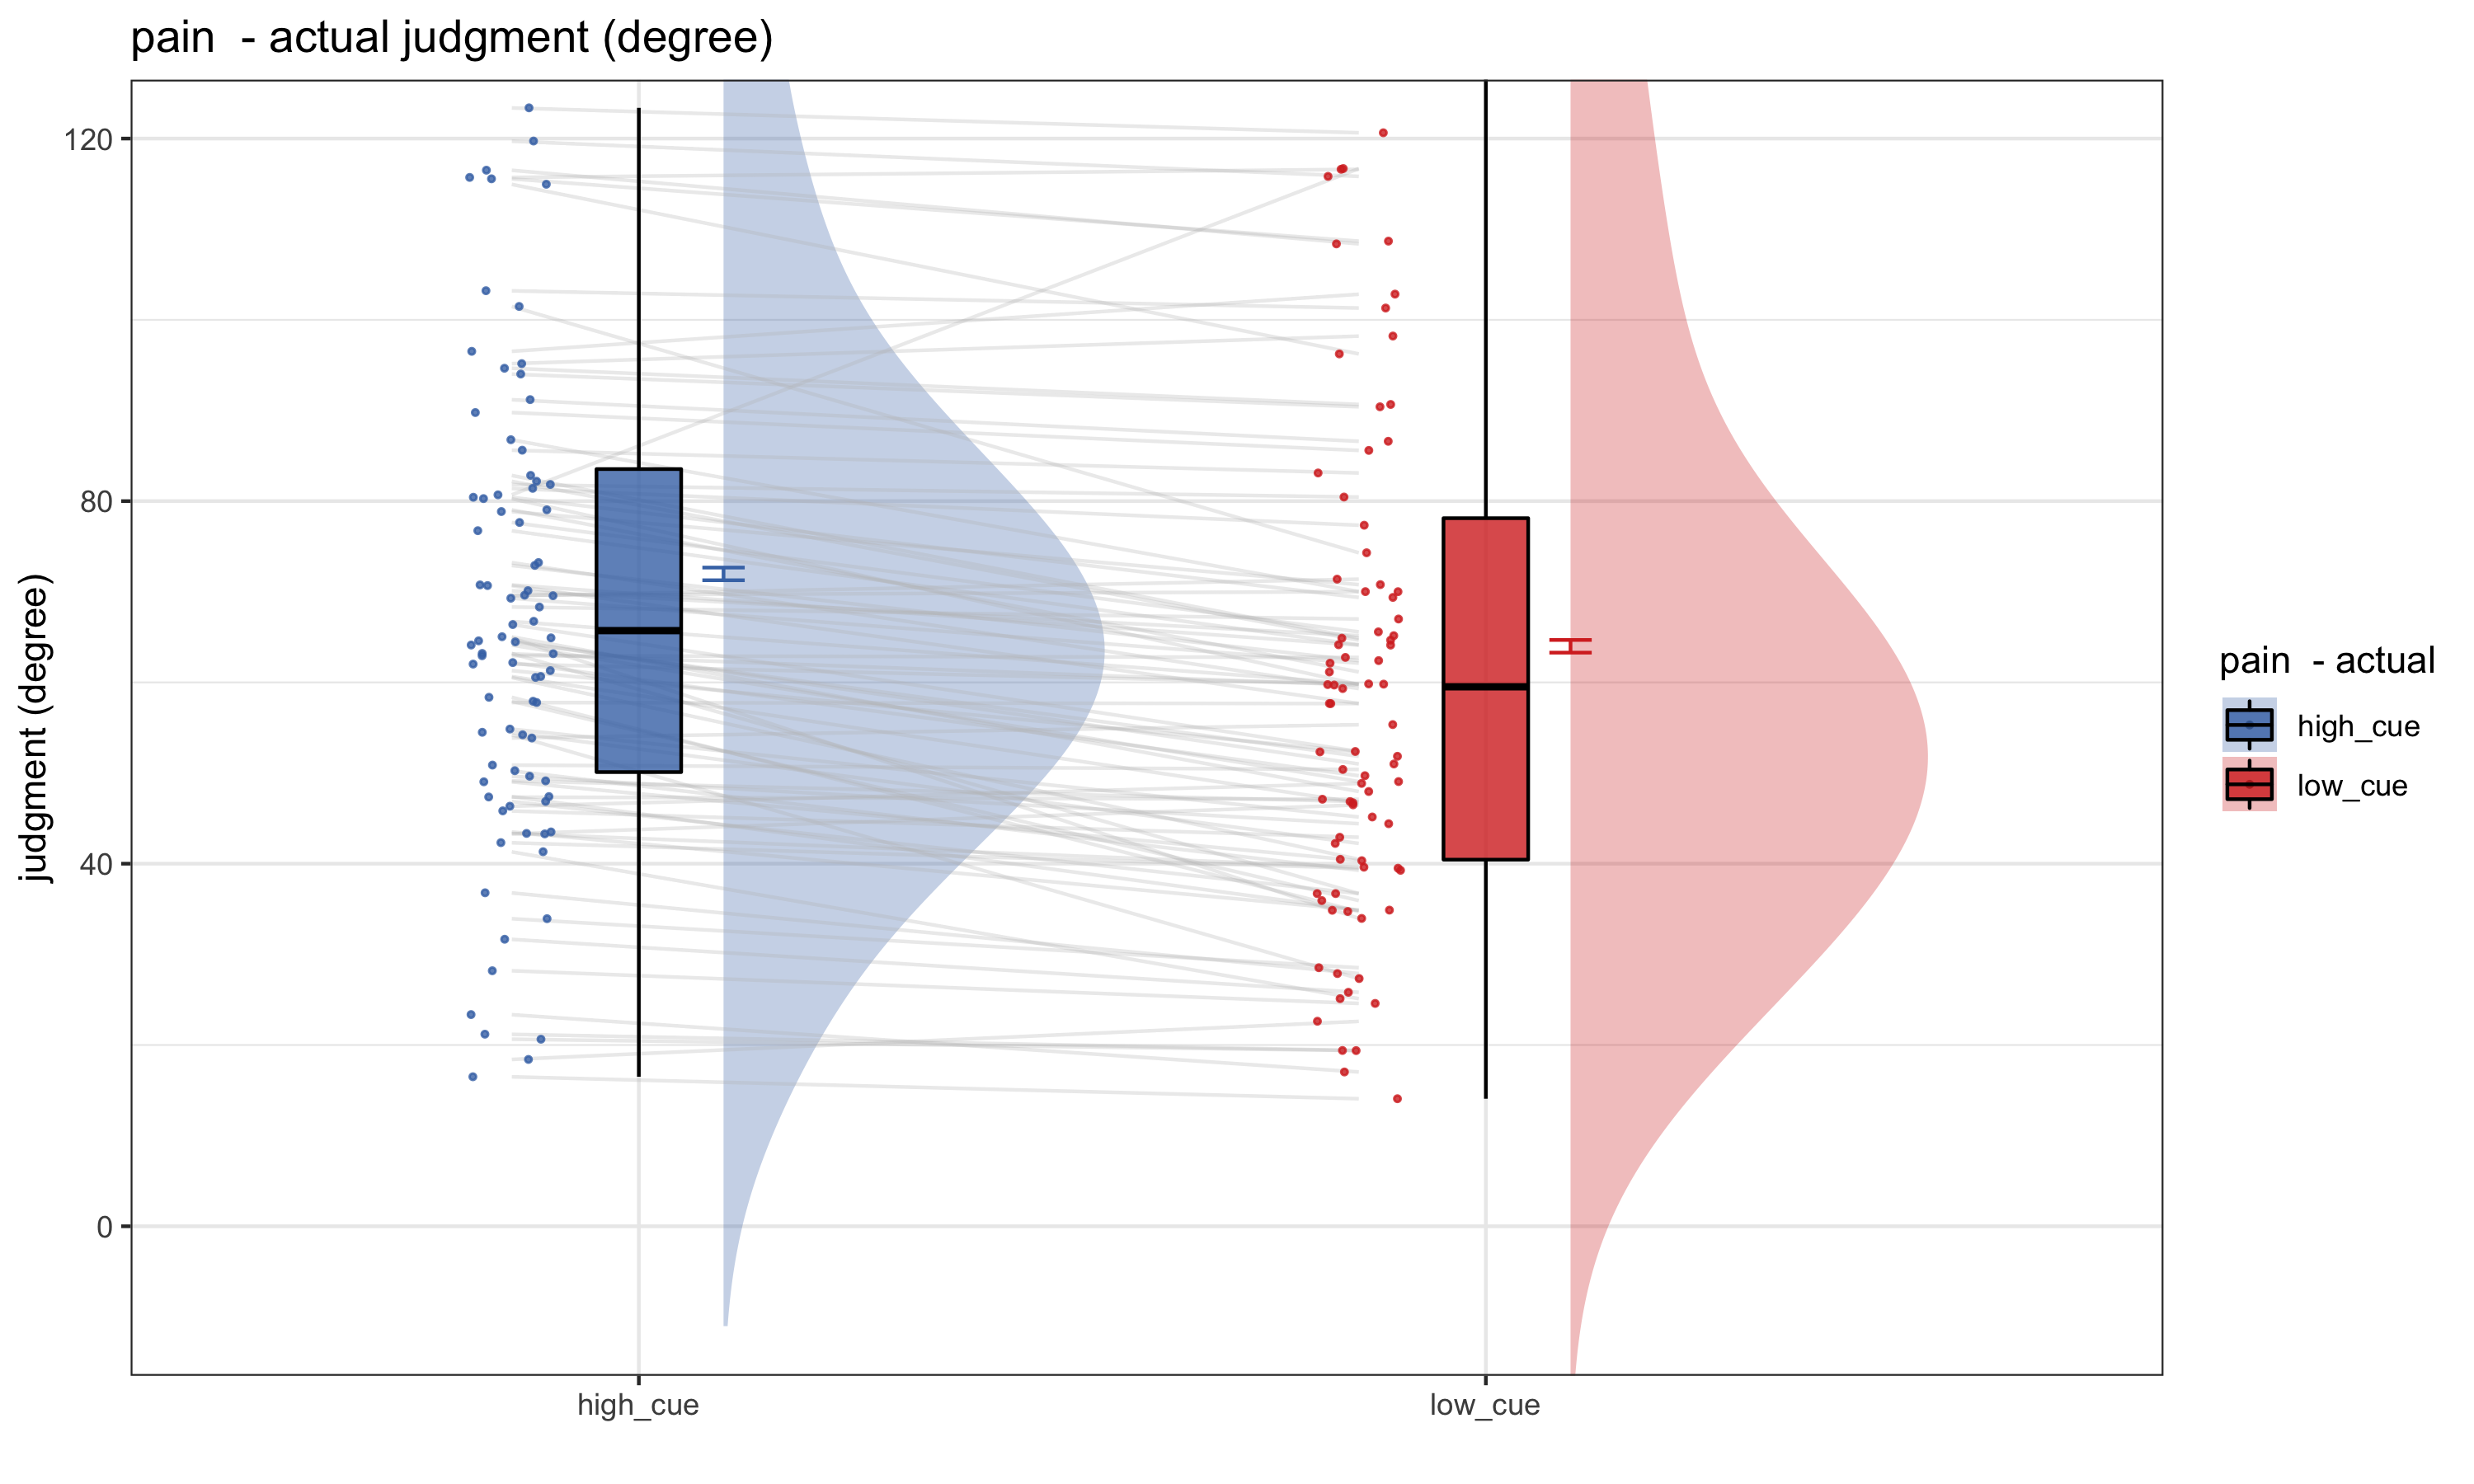 pain  - actual judgment (degree)
judgment (degree)
120
80
40
0
high_cue
low_cue
pain  - actual
high_cue
low_cue